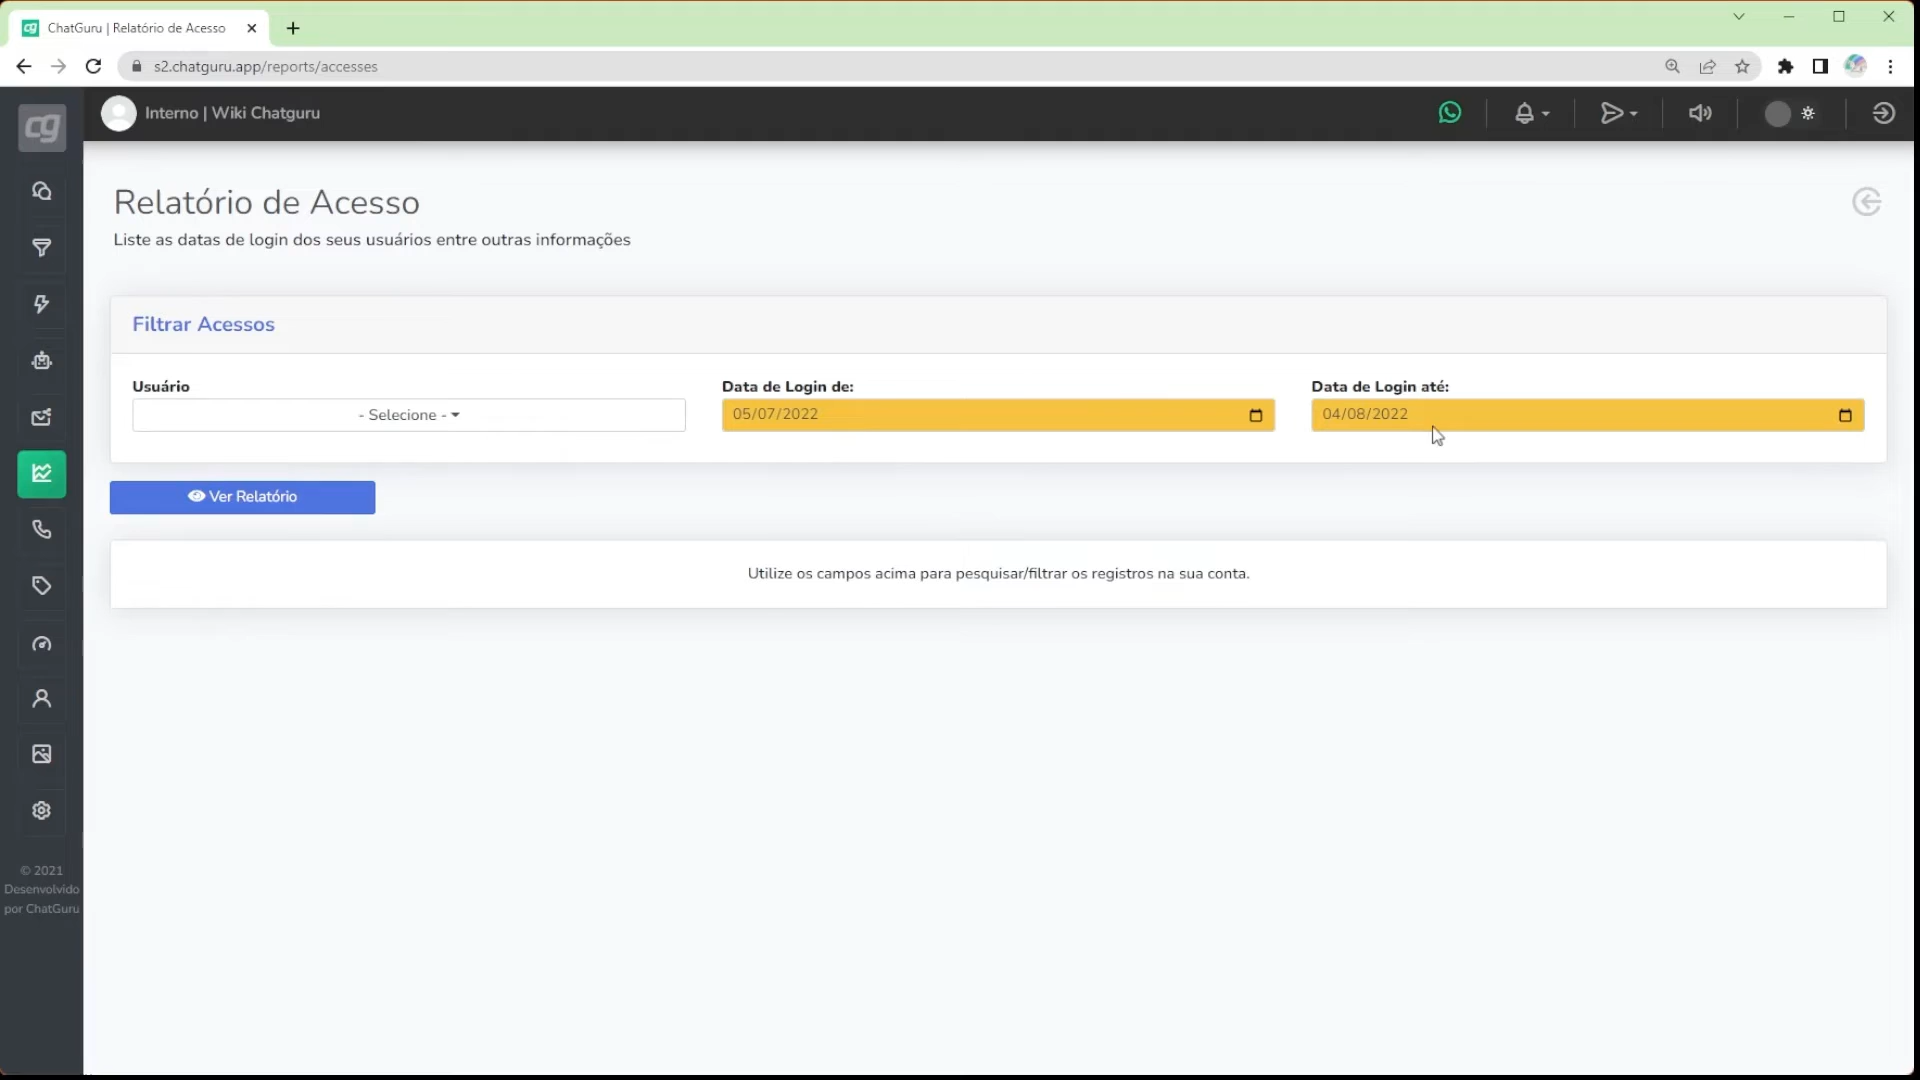 ChatGuru | Relatório de Acesso
s2.chatguru.app/reports/accesses
cg
Interno | Wiki Chatguru
Relatório de Acesso
Liste as datas de login dos seus usuários entre outras informações
Filtrar Acessos
Usuário
- Selecione -
Data de Login de:
05/07/2022
Data de Login até:
04/08/2022
Ver Relatório
Utilize os campos acima para pesquisar/filtrar os registros na sua conta.
© 2021
Desenvolvido
por ChatGuru